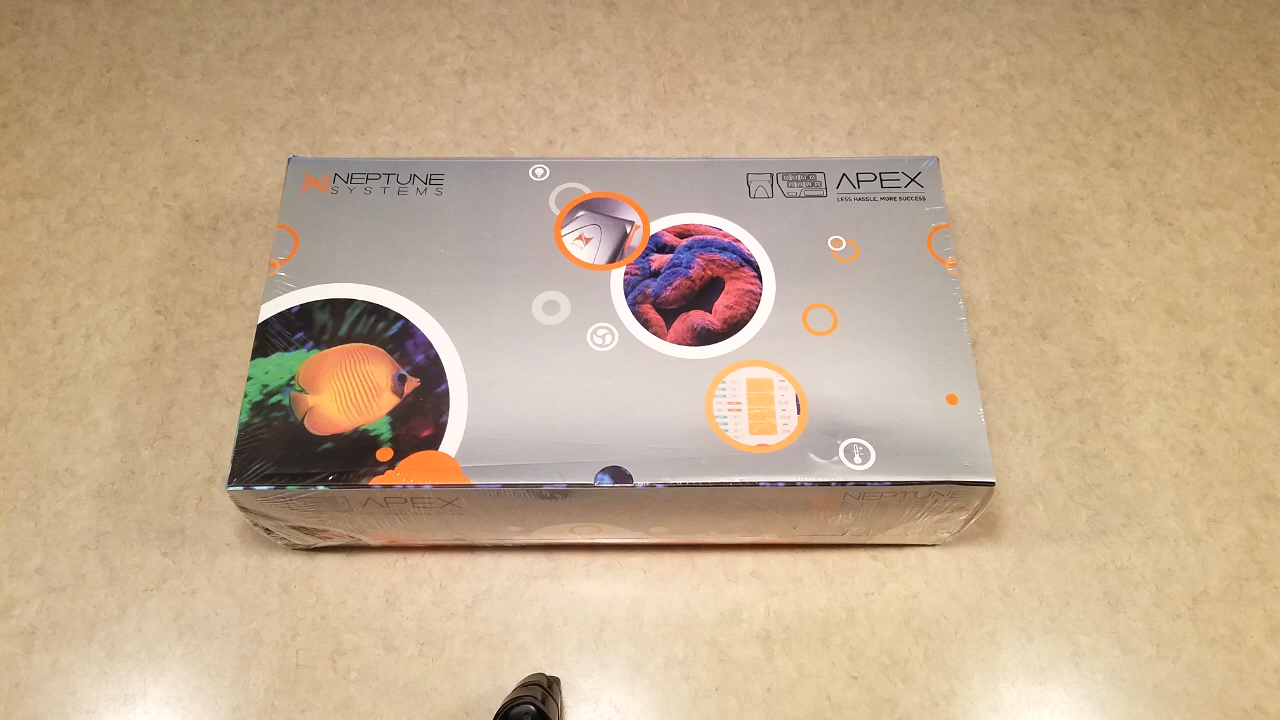 NEPTUNE
SYSTEMS
APEX
LESS HASSLE, MORE SUCCESS
APEX
NEPTUNE